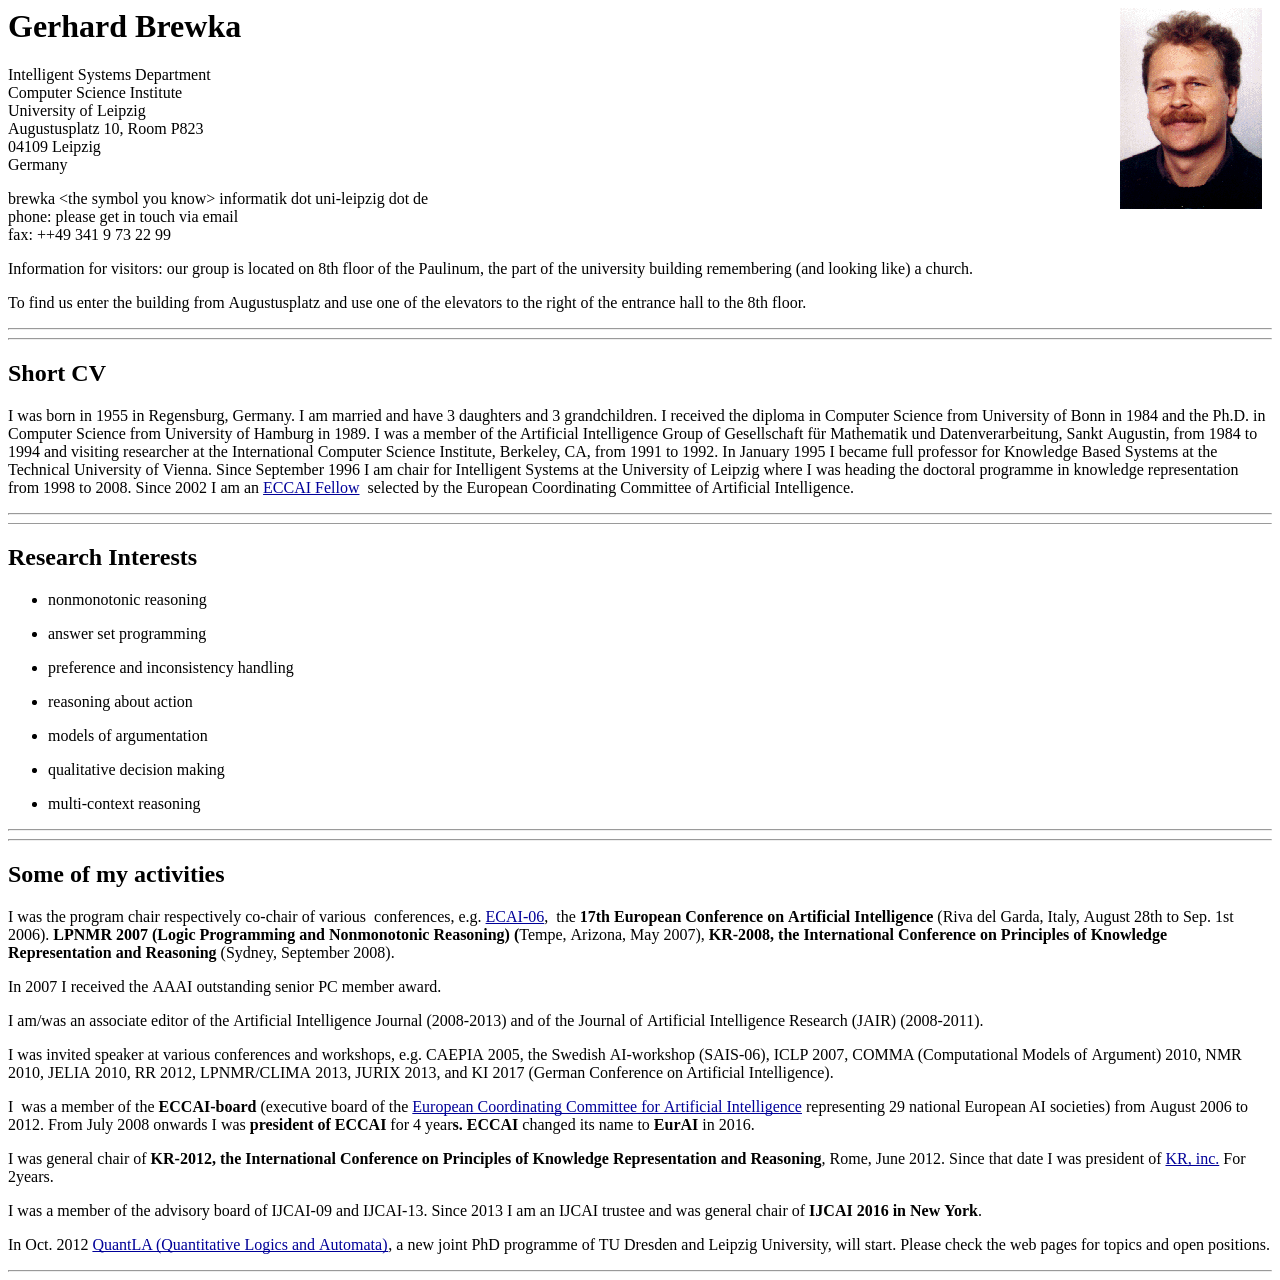 Gerhard Brewka
Intelligent Systems Department
Computer Science Institute
University of Leipzig
Augustusplatz 10, Room P823
04109 Leipzig
Germany
brewka <the symbol you know> informatik dot uni-leipzig dot de
phone: please get in touch via email
fax: ++49 341 9 73 22 99
Information for visitors: our group is located on 8th floor of the Paulinum, the part of the university building remembering (and looking like) a church.
To find us enter the building from Augustusplatz and use one of the elevators to the right of the entrance hall to the 8th floor.
Short CV
I was born in 1955 in Regensburg, Germany. I am married and have 3 daughters and 3 grandchildren. I received the diploma in Computer Science from University of Bonn in 1984 and the Ph.D. in
Computer Science from University of Hamburg in 1989. I was a member of the Artificial Intelligence Group of Gesellschaft für Mathematik und Datenverarbeitung, Sankt Augustin, from 1984 to
1994 and visiting researcher at the International Computer Science Institute, Berkeley, CA, from 1991 to 1992. In January 1995 I became full professor for Knowledge Based Systems at the
Technical University of Vienna. Since September 1996 I am chair for Intelligent Systems at the University of Leipzig where I was heading the doctoral programme in knowledge representation
from 1998 to 2008. Since 2002 I am an ECCAI Fellow  selected by the European Coordinating Committee of Artificial Intelligence.
Research Interests
• nonmonotonic reasoning
• answer set programming
• preference and inconsistency handling
• reasoning about action
• models of argumentation
• qualitative decision making
• multi-context reasoning
Some of my activities
I was the program chair respectively co-chair of various  conferences, e.g. ECAI-06,  the 17th European Conference on Artificial Intelligence (Riva del Garda, Italy, August 28th to Sep. 1st
2006). LPNMR 2007 (Logic Programming and Nonmonotonic Reasoning) (Tempe, Arizona, May 2007), KR-2008, the International Conference on Principles of Knowledge
Representation and Reasoning (Sydney, September 2008).
In 2007 I received the AAAI outstanding senior PC member award.
I am/was an associate editor of the Artificial Intelligence Journal (2008-2013) and of the Journal of Artificial Intelligence Research (JAIR) (2008-2011).
I was invited speaker at various conferences and workshops, e.g. CAEPIA 2005, the Swedish AI-workshop (SAIS-06), ICLP 2007, COMMA (Computational Models of Argument) 2010, NMR
2010, JELIA 2010, RR 2012, LPNMR/CLIMA 2013, JURIX 2013, and KI 2017 (German Conference on Artificial Intelligence).
I  was a member of the ECCAI-board (executive board of the European Coordinating Committee for Artificial Intelligence representing 29 national European AI societies) from August 2006 to
2012. From July 2008 onwards I was president of ECCAI for 4 years. ECCAI changed its name to EurAI in 2016.
I was general chair of KR-2012, the International Conference on Principles of Knowledge Representation and Reasoning, Rome, June 2012. Since that date I was president of KR, inc. For
2years.
I was a member of the advisory board of IJCAI-09 and IJCAI-13. Since 2013 I am an IJCAI trustee and was general chair of IJCAI 2016 in New York.
In Oct. 2012 QuantLA (Quantitative Logics and Automata), a new joint PhD programme of TU Dresden and Leipzig University, will start. Please check the web pages for topics and open positions.